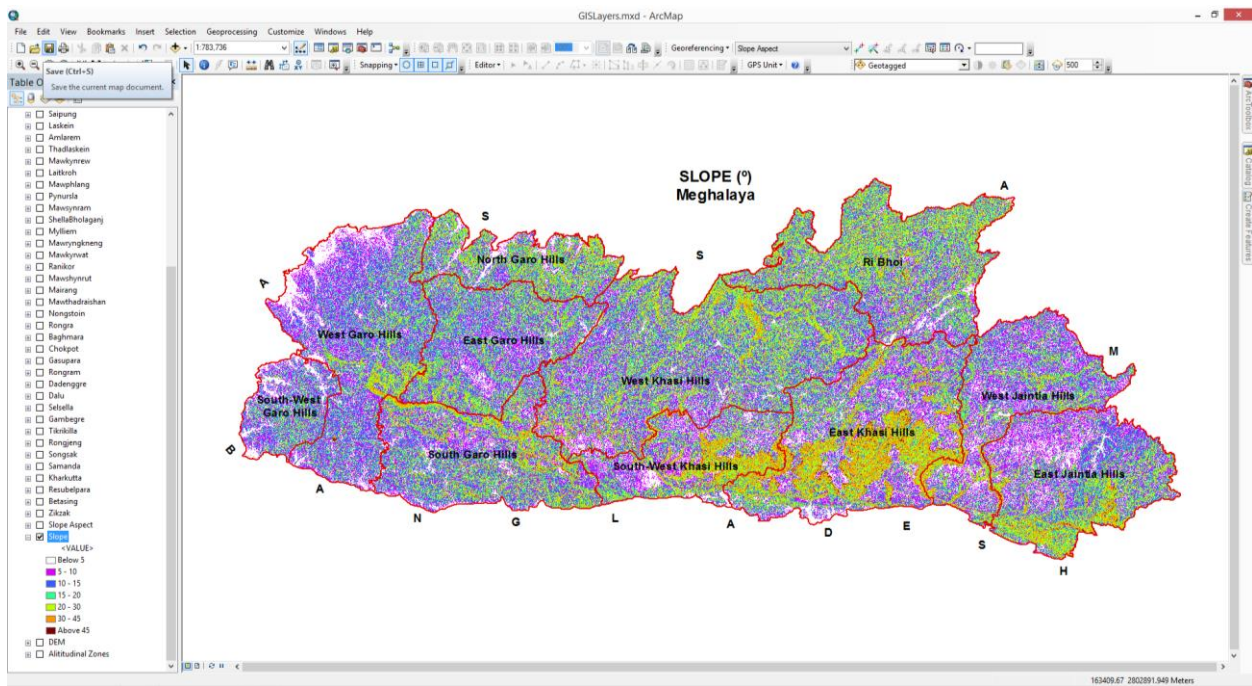 GISLayers.mxd - ArcMap
File Edit View Bookmarks Insert Selection Geoprocessing Customize Windows Help
1:783,736
Georeferencing
Slope Aspect
Snapping
Editor
GPS Unit
Geotagged
500
Save (Ctrl+S)
Save the current map document.
Table O
Saipung
Laskein
Amlarem
Thadlaskein
Mawkynrew
Laitkroh
Mawphlang
Pynursla
Mawsynram
ShellaBholaganj
Mylliem
Mawryngkneng
Mawkyrwat
Ranikor
Mawshynrut
Mairang
Mawthadraishan
Nongstoin
Rongra
Baghmara
Chokpot
Gasupara
Rongram
Dadenggre
Dalu
Selsella
Gambegre
Tikrikilla
Rongjeng
Songsak
Samanda
Kharkutta
Resubelpara
Betasing
Zikzak
Slope Aspect
Slope
<VALUE>
Below 5
5 - 10
10 - 15
15 - 20
20 - 30
30 - 45
Above 45
DEM
Alititudinal Zones
SLOPE (º)
Meghalaya
A
S
S
A
M
North Garo Hills
Ri Bhoi
West Garo Hills
East Garo Hills
West Khasi Hills
West Jaintia Hills
South-West
Garo Hills
East Khasi Hills
South Garo Hills
South-West Khasi Hills
East Jaintia Hills
B
A
N
G
L
A
D
E
S
H
ArcToolbox
Catalog
Create Features
163409.67 2802891.949 Meters